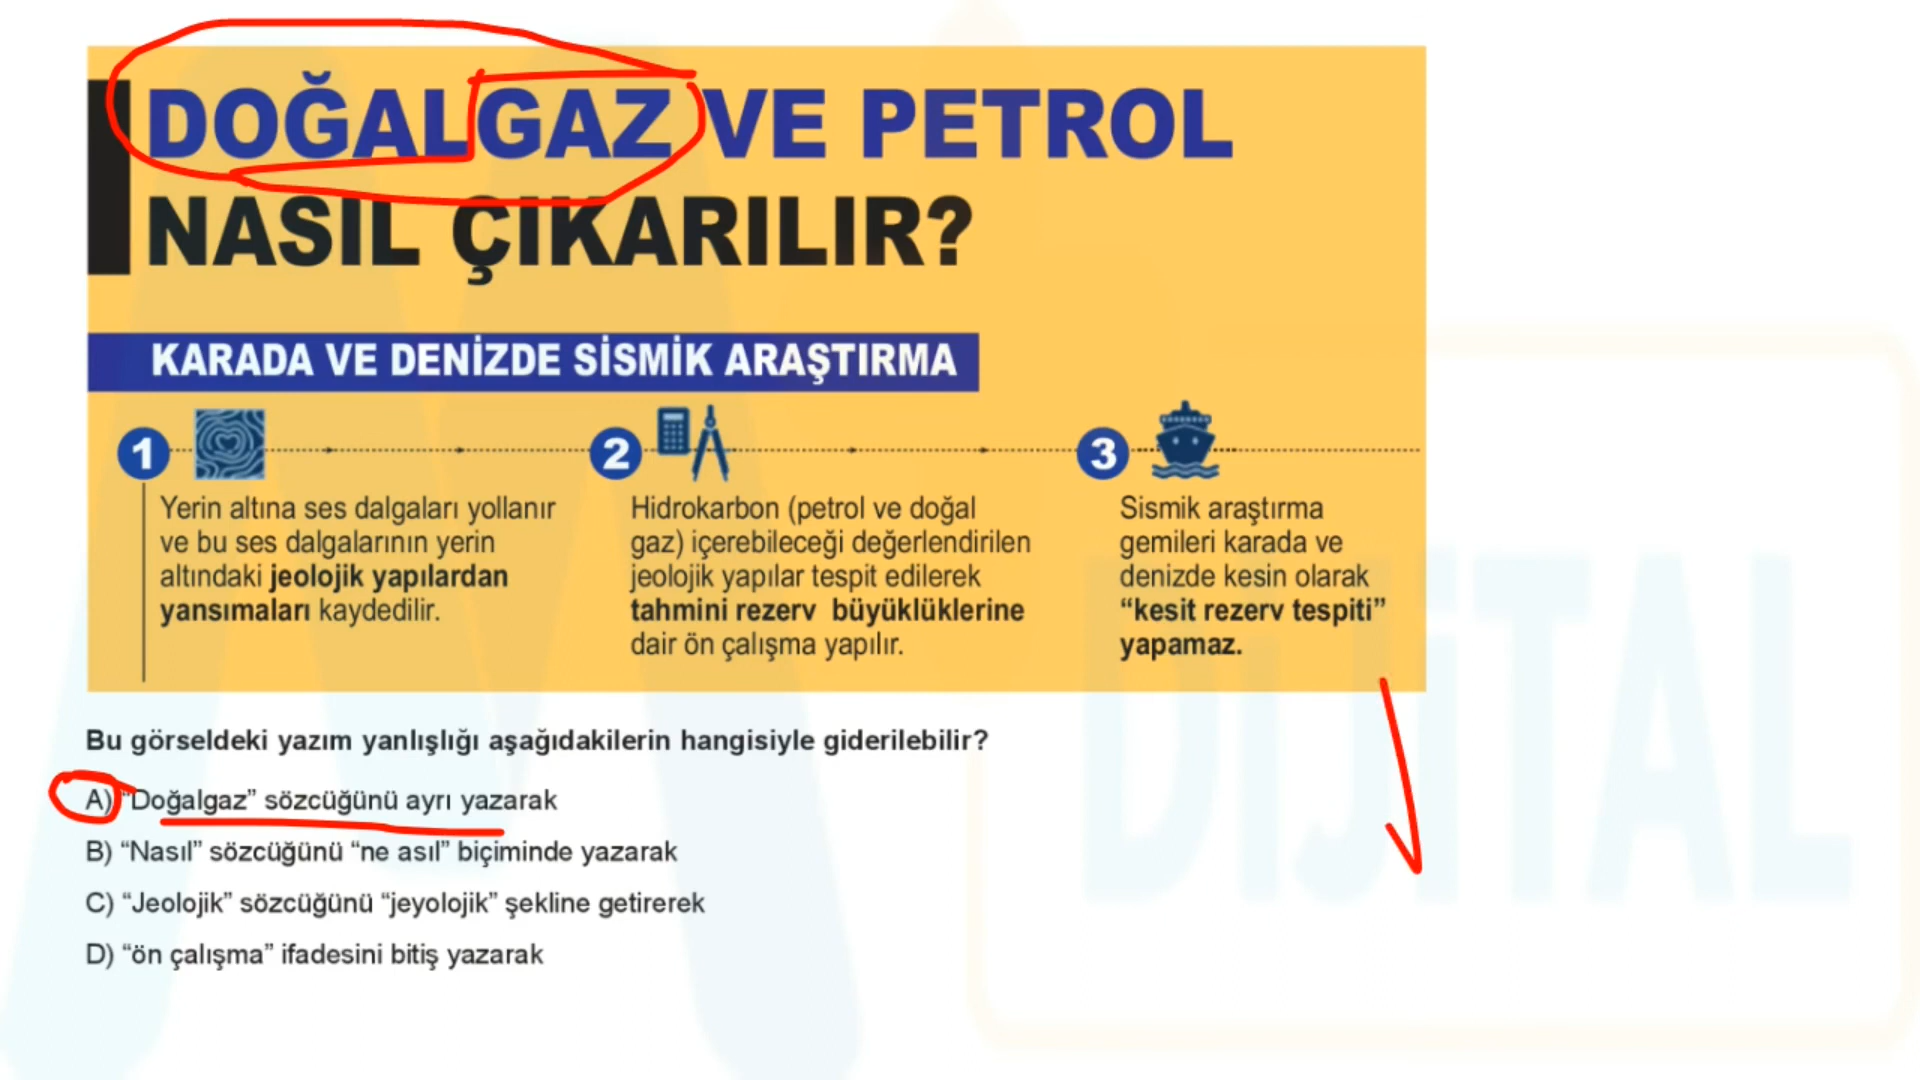 DOĞALGAZ VE PETROL
NASIL ÇIKARILIR?
KARADA VE DENİZDE SİSMİK ARAŞTIRMA
1
Yerin altına ses dalgaları yollanır
ve bu ses dalgalarının yerin
altındaki jeolojik yapılardan
yansımaları kaydedilir.
2
Hidrokarbon (petrol ve doğal
gaz) içerebileceği değerlendirilen
jeolojik yapılar tespit edilerek
tahmini rezerv büyüklüklerine
dair ön çalışma yapılır.
3
Sismik araştırma
gemileri karada ve
denizde kesin olarak
“kesit rezerv tespiti”
yapamaz.
Bu görseldeki yazım yanlışlığı aşağıdakilerin hangisiyle giderilebilir?
A) “Doğalgaz” sözcüğünü ayrı yazarak
B) “Nasıl” sözcüğünü “ne asıl” biçiminde yazarak
C) “Jeolojik” sözcüğünü “jeyolojik” şekline getirerek
D) “ön çalışma” ifadesini bitiş yazarak
DİJİTAL